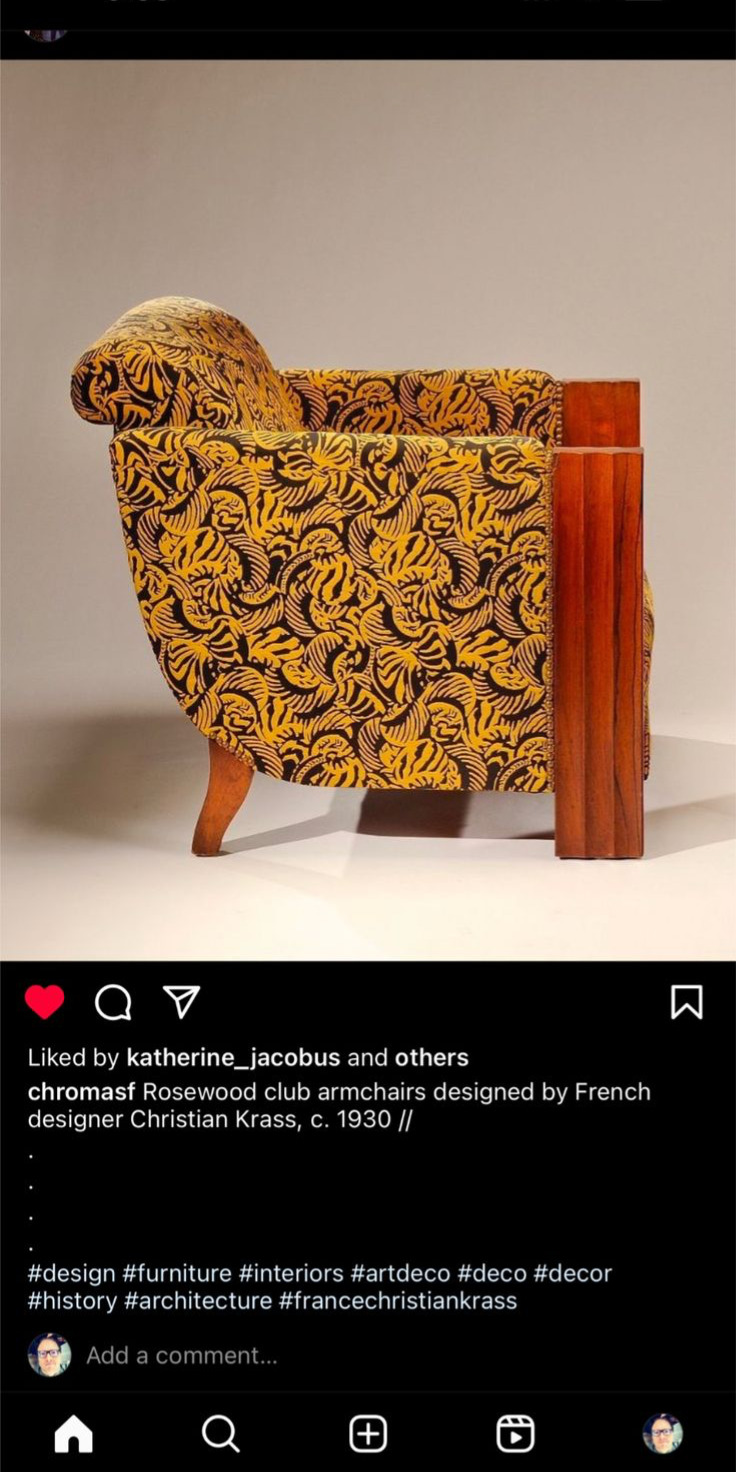 Liked by katherine_jacobus and others
chromasf Rosewood club armchairs designed by French
designer Christian Krass, c. 1930 //
.
.
.
.
#design #furniture #interiors #artdeco #deco #decor
#history #architecture #francechristiankrass
Add a comment...